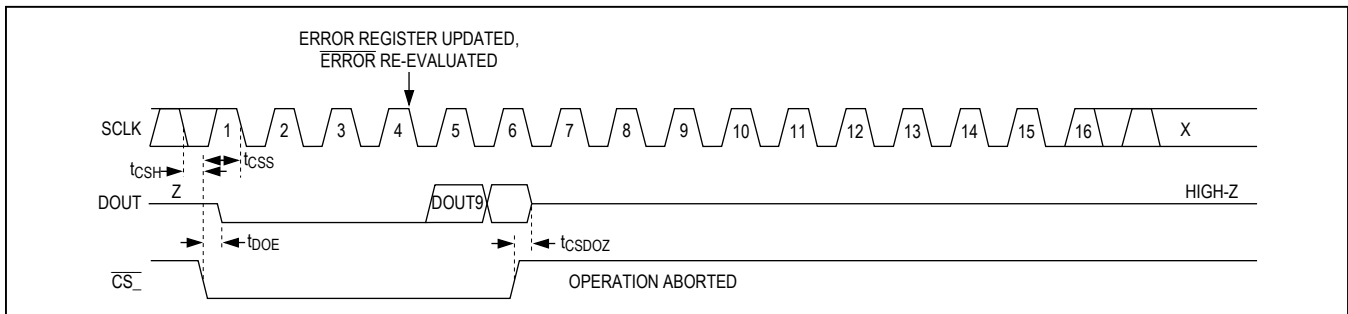 ERROR REGISTER UPDATED,
ERROR RE-EVALUATED
SCLK 1 2 3 4 5 6 7 8 9 10 11 12 13 14 15 16 X
tCSH tCSS
DOUT Z DOUT9 HIGH-Z
tDOE tCSDOZ
CS_ OPERATION ABORTED